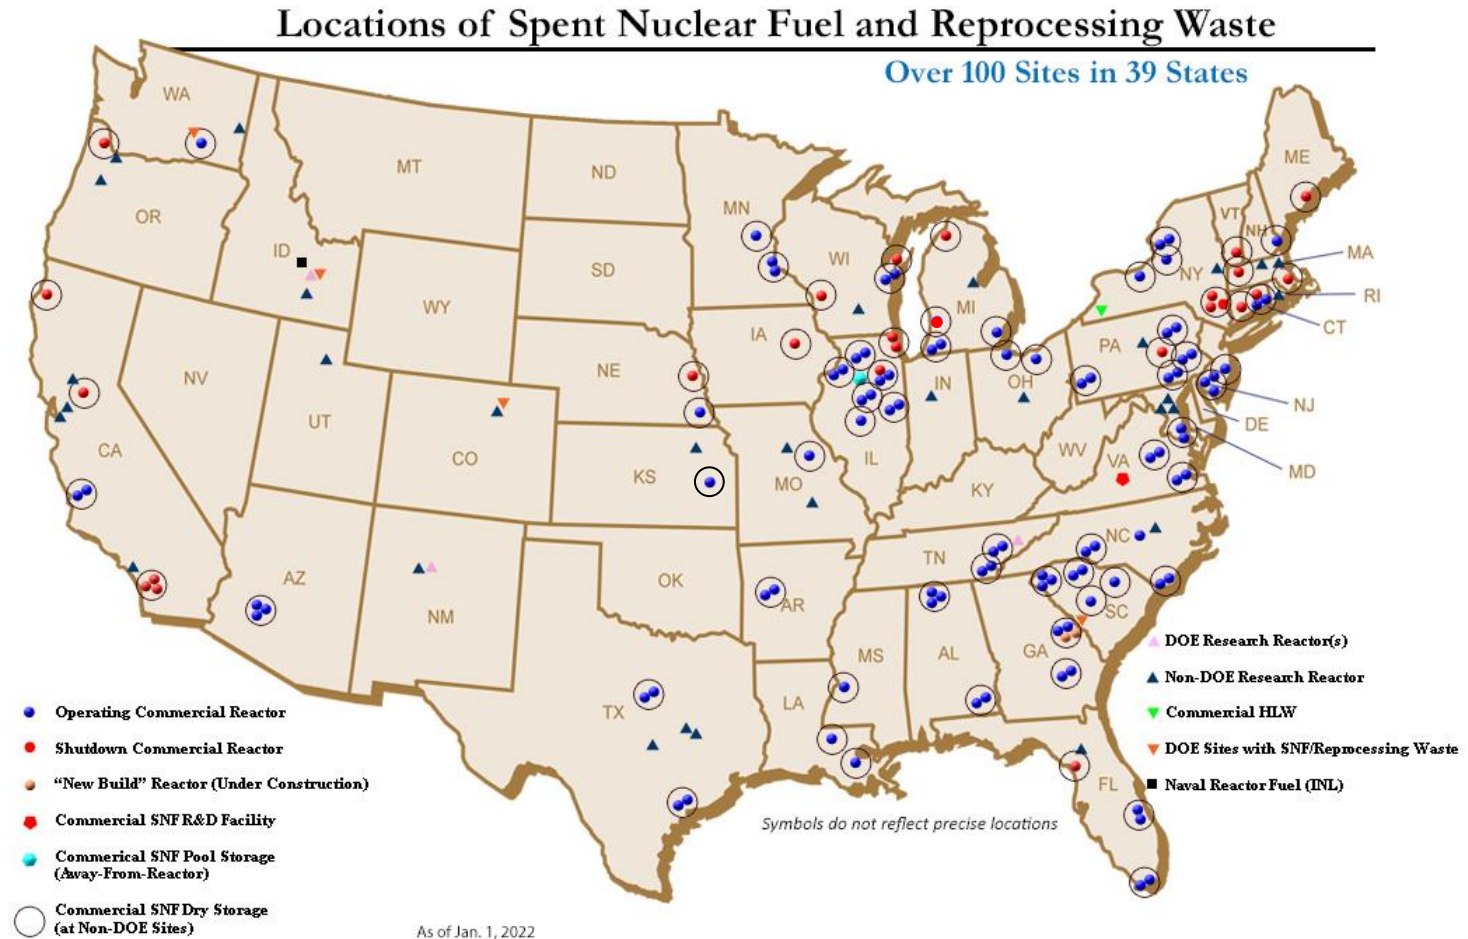 Locations of Spent Nuclear Fuel and Reprocessing Waste
Over 100 Sites in 39 States
WA
MT
ND
MN
ME
OR
ID
SD
WI
MI
VT
NH
NY
MA
RI
CT
WY
IA
NE
PA
NV
UT
CO
KS
MO
IL
IN
OH
WV
VA
NJ
DE
MD
CA
KY
AZ
NM
OK
AR
TN
NC
SC
MS
AL
GA
LA
TX
FL
Operating Commercial Reactor
Shutdown Commercial Reactor
“New Build” Reactor (Under Construction)
Commercial SNF R&D Facility
Commerical SNF Pool Storage
(Away-From-Reactor)
Commercial SNF Dry Storage
(at Non-DOE Sites)
DOE Research Reactor(s)
Non-DOE Research Reactor
Commercial HLW
DOE Sites with SNF/Reprocessing Waste
Naval Reactor Fuel (INL)
Symbols do not reflect precise locations
As of Jan. 1, 2022